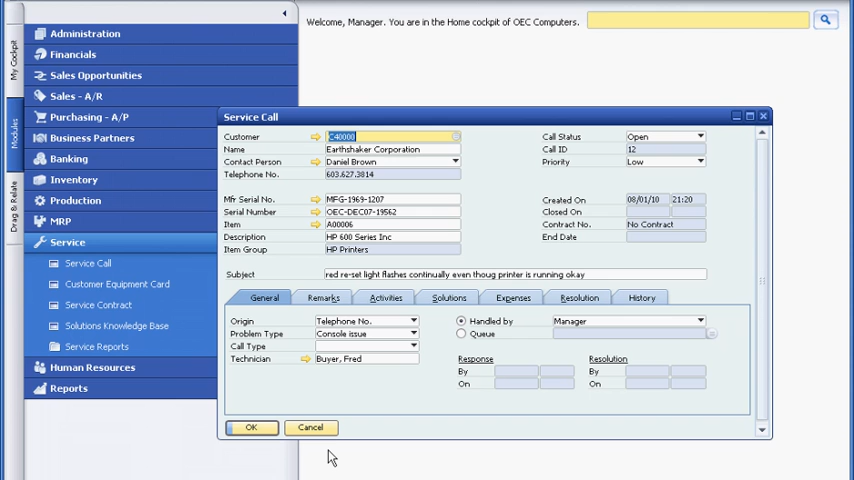 Welcome, Manager. You are in the Home cockpit of OEC Computers.
My Cockpit
Modules
Drag & Relate
Administration
Financials
Sales Opportunities
Sales - A/R
Purchasing - A/P
Business Partners
Banking
Inventory
Production
MRP
Service
Service Call
Customer Equipment Card
Service Contract
Solutions Knowledge Base
Service Reports
Human Resources
Reports
Service Call
Customer C40000 Call Status Open
Name Earthshaker Corporation Call ID 12
Contact Person Daniel Brown Priority Low
Telephone No. 603.627.3814
Mfr Serial No. MFG-1969-1207 Created On 08/01/10 21:20
Serial Number OEC-DEC07-19562 Closed On
Item A00006 Contract No. No Contract
Description HP 600 Series Inc End Date
Item Group HP Printers
Subject red re-set light flashes continually even thoug printer is running okay
General Remarks Activities Solutions Expenses Resolution History
Origin Telephone No. Handled by Manager
Problem Type Console issue Queue
Call Type
Technician Buyer, Fred Response Resolution
By By
On On
OK Cancel